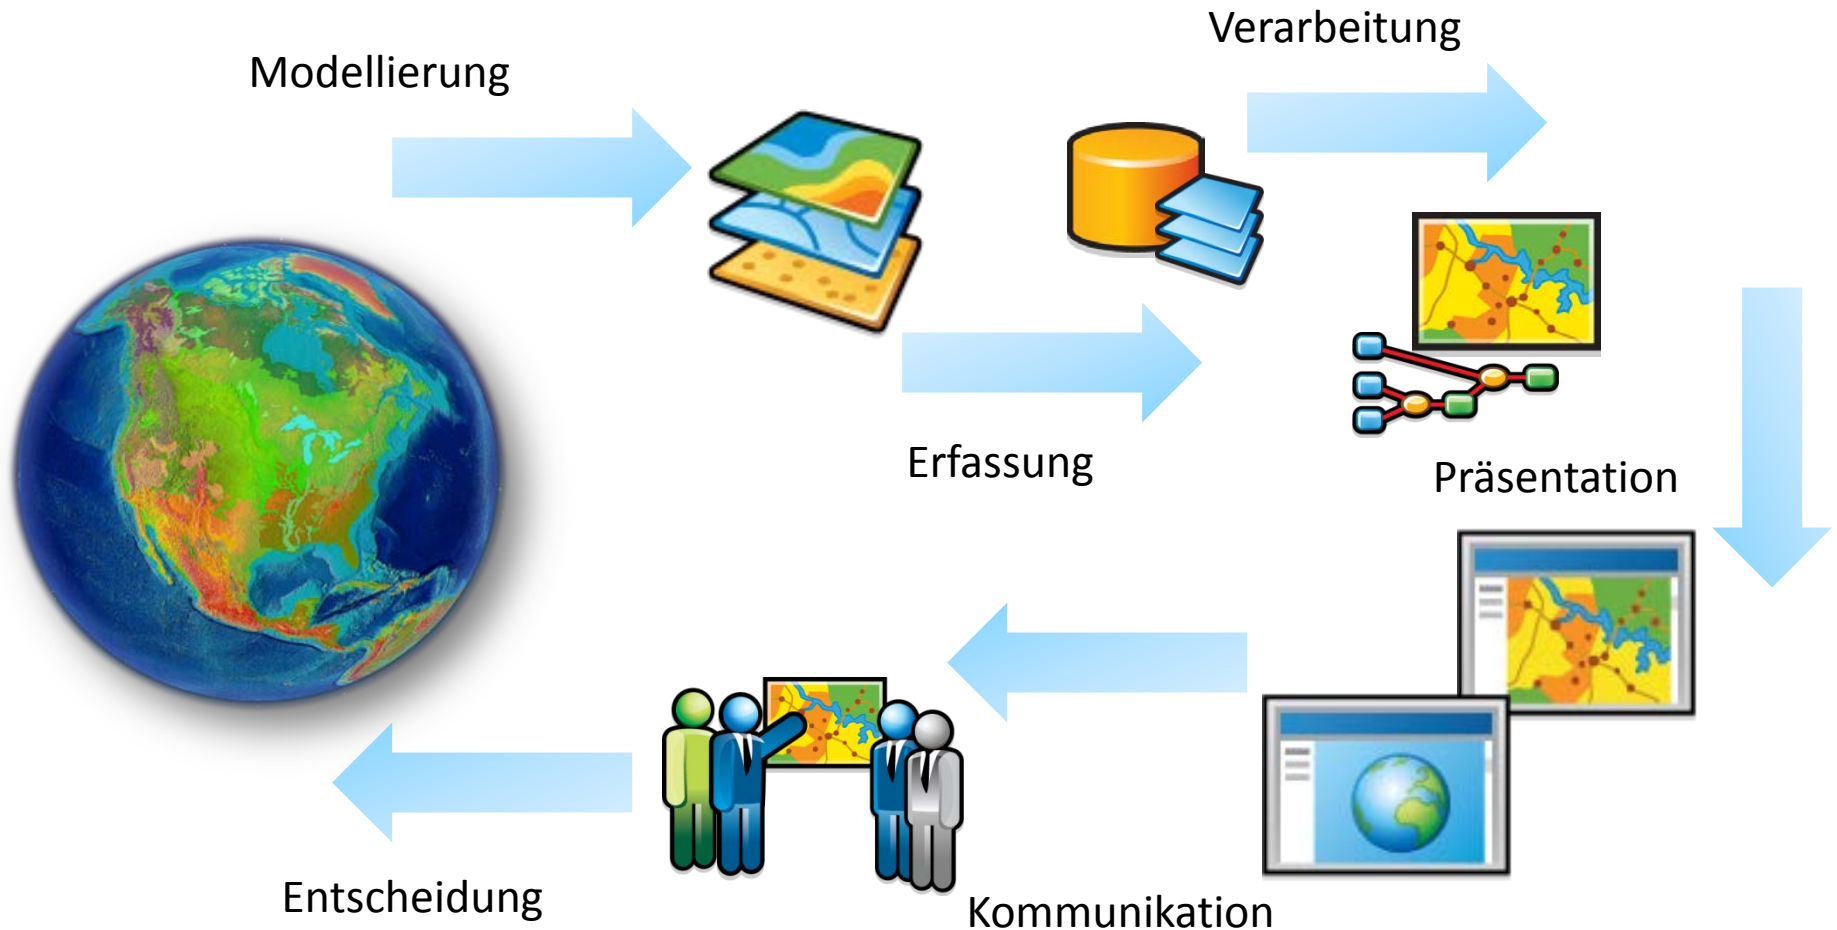 Modellierung
Verarbeitung
Erfassung
Präsentation
Kommunikation
Entscheidung